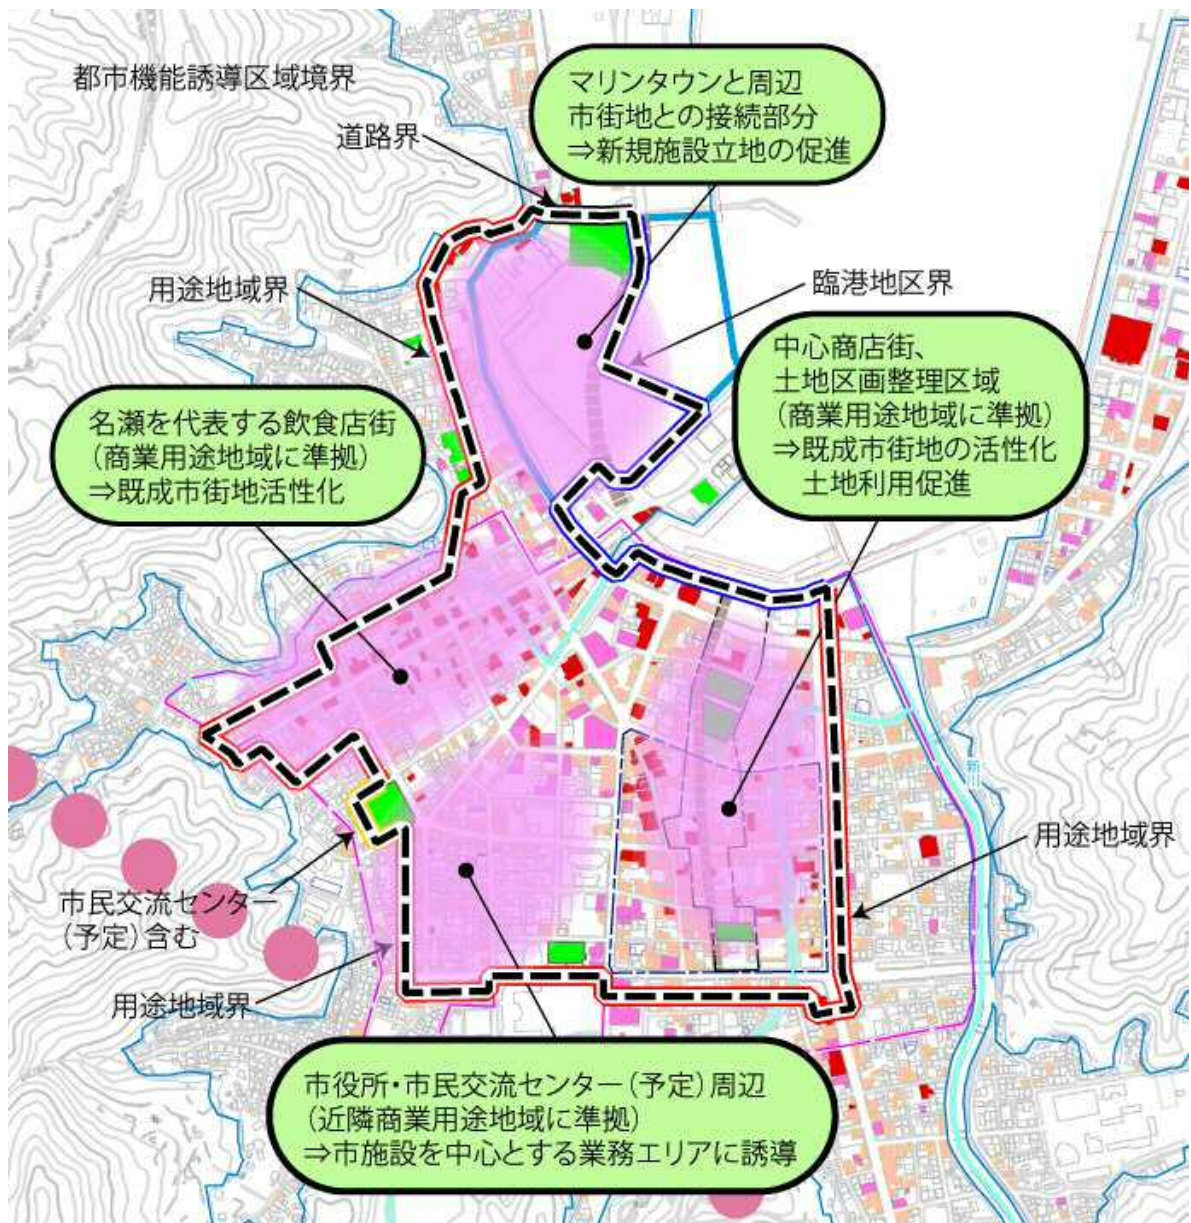 都市機能誘導区域境界
道路界
マリンタウンと周辺
市街地との接続部分
⇒新規施設立地の促進
用途地域界
臨港地区界
中心商店街、
土地区画整理区域
(商業用途地域に準拠)
⇒既成市街地の活性化
土地利用促進
名瀬を代表する飲食店街
(商業用途地域に準拠)
⇒既成市街地活性化
新川
用途地域界
市民交流センター
(予定)含む
用途地域界
市役所・市民交流センター(予定)周辺
(近隣商業用途地域に準拠)
⇒市施設を中心とする業務エリアに誘導